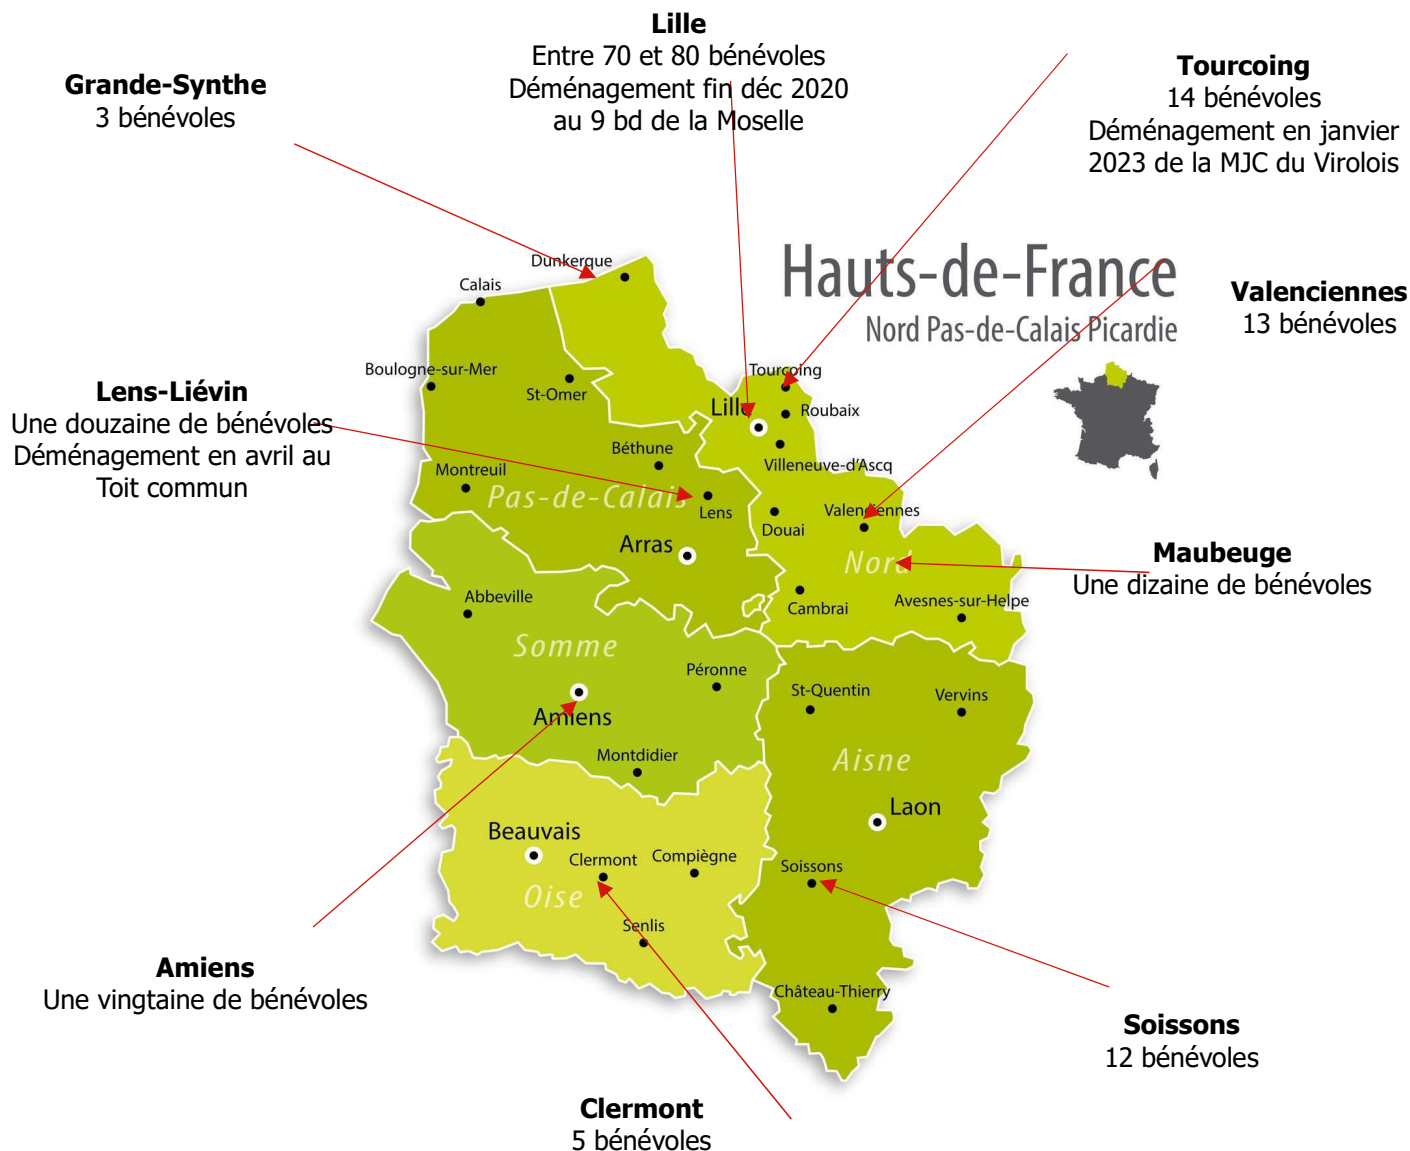 Lille
Entre 70 et 80 bénévoles
Déménagement fin déc 2020
au 9 bd de la Moselle
Grande-Synthe
3 bénévoles
Tourcoing
14 bénévoles
Déménagement en janvier
2023 de la MJC du Virolois
Hauts-de-France
Nord Pas-de-Calais Picardie
Valenciennes
13 bénévoles
Lens-Liévin
Une douzaine de bénévoles
Déménagement en avril au
Toit commun
Maubeuge
Une dizaine de bénévoles
Dunkerque
Calais
Boulogne-sur-Mer
St-Omer
Tourcoing
Lille
Roubaix
Villeneuve-d'Ascq
Béthune
Montreuil
Pas-de-Calais
Lens
Douai
Valenciennes
Arras
Nord
Cambrai
Avesnes-sur-Helpe
Abbeville
Somme
Péronne
Amiens
Montdidier
St-Quentin
Vervins
Aisne
Laon
Beauvais
Clermont
Compiègne
Oise
Senlis
Soissons
Château-Thierry
Amiens
Une vingtaine de bénévoles
Soissons
12 bénévoles
Clermont
5 bénévoles